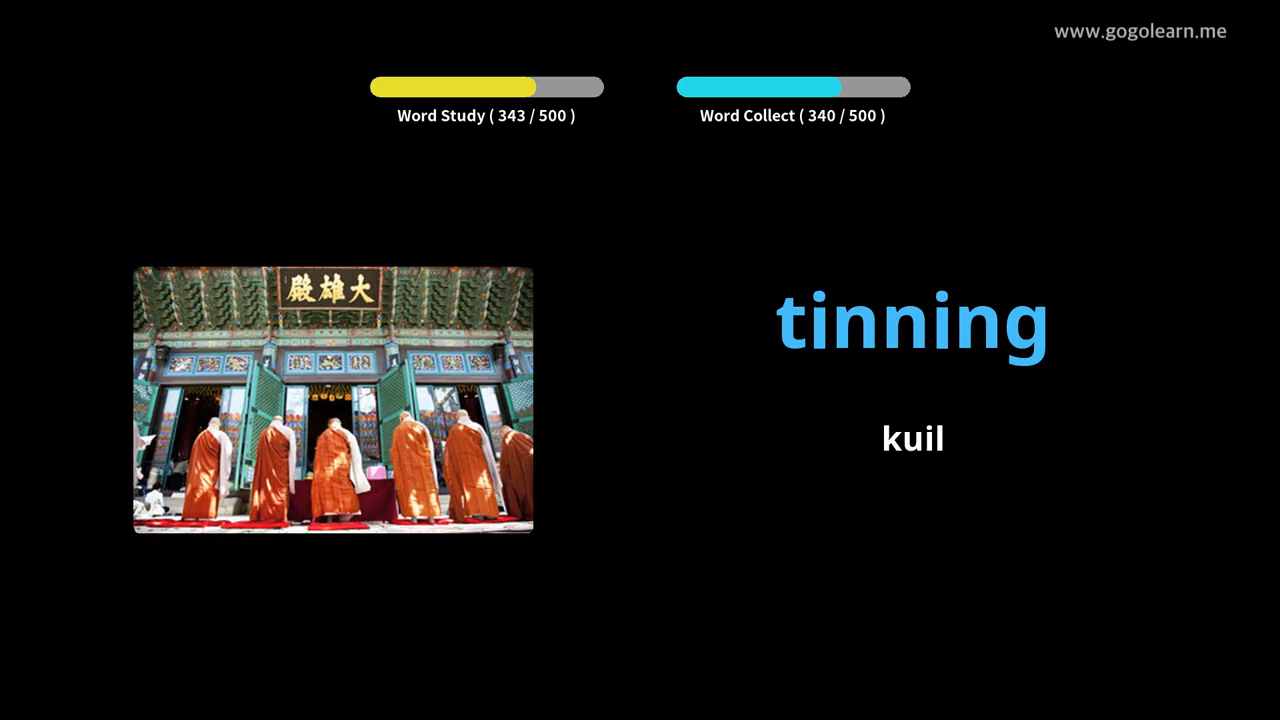 www.gogolearn.me
Word Study ( 343 / 500 )
Word Collect ( 340 / 500 )
殿雄大
tinning
kuil